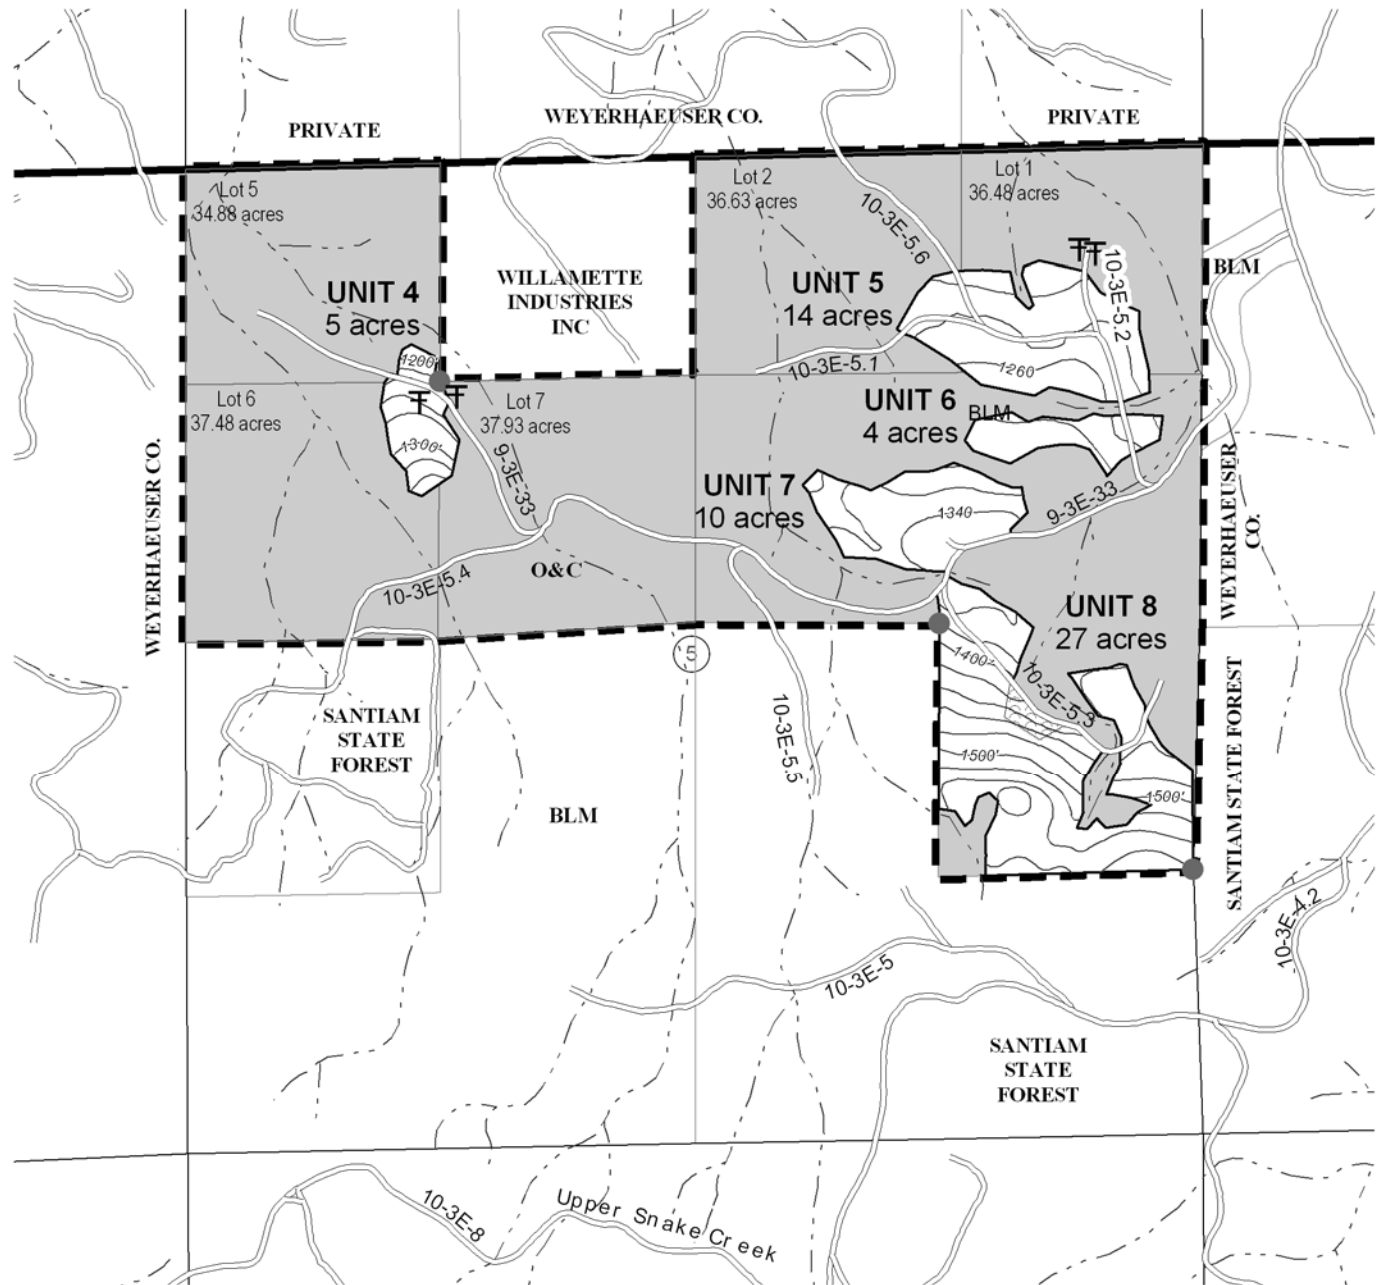 WEYERHAEUSER CO.
PRIVATE
PRIVATE
Lot 5
34.88 acres
Lot 2
36.63 acres
Lot 1
36.48 acres
10-3E-5.6
UNIT 4
5 acres
WILLAMETTE
INDUSTRIES
INC
UNIT 5
14 acres
10-3E-5.2
BLM
1200'
10-3E-5.1
1260
Lot 6
37.48 acres
Lot 7
37.93 acres
UNIT 6
4 acres
BLM
1300'
9-3E-33
UNIT 7
10 acres
1340
9-3E-33
WEYERHAEUSER CO.
WEYERHAEUSER
CO.
O&C
10-3E-5.4
UNIT 8
27 acres
5
1400'
10-3E-5.3
SANTIAM
STATE
FOREST
10-3E-5.5
1500'
1500'
SANTIAM STATE FOREST
BLM
10-3E-4.2
10-3E-5
SANTIAM
STATE
FOREST
10-3E-8
Upper Snake Creek